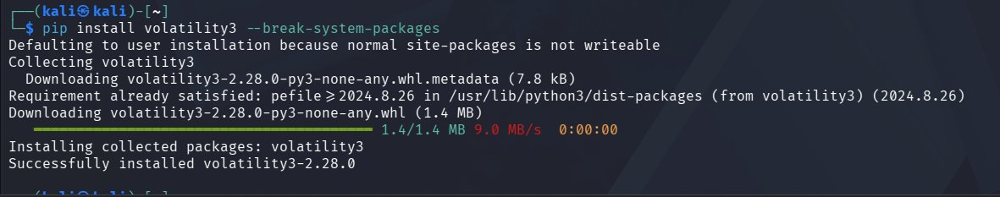 ┌──(kali㉿kali)-[~]
└─$ pip install volatility3 --break-system-packages
Defaulting to user installation because normal site-packages is not writeable
Collecting volatility3
  Downloading volatility3-2.28.0-py3-none-any.whl.metadata (7.8 kB)
Requirement already satisfied: pefile>=2024.8.26 in /usr/lib/python3/dist-packages (from volatility3) (2024.8.26)
Downloading volatility3-2.28.0-py3-none-any.whl (1.4 MB)
   ━━━━━━━━━━━━━━━━━━━━━━━━━━━━━━━━━━━━━━━━ 1.4/1.4 MB 9.0 MB/s  0:00:00
Installing collected packages: volatility3
Successfully installed volatility3-2.28.0